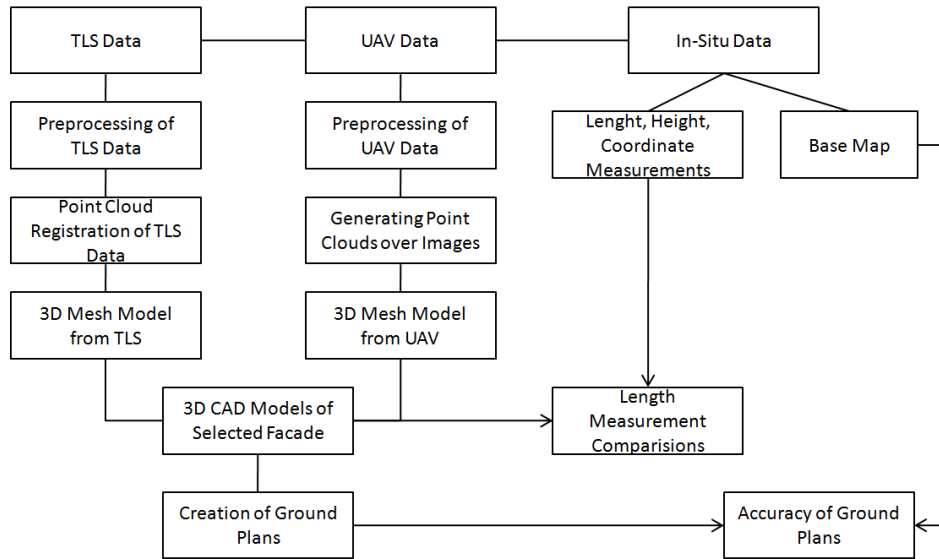 TLS Data
UAV Data
In-Situ Data
Preprocessing of
TLS Data
Preprocessing of
UAV Data
Lenght, Height,
Coordinate
Measurements
Base Map
Point Cloud
Registration of TLS
Data
Generating Point
Clouds over Images
3D Mesh Model
from TLS
3D Mesh Model
from UAV
3D CAD Models of
Selected Facade
Length
Measurement
Comparisions
Creation of Ground
Plans
Accuracy of Ground
Plans